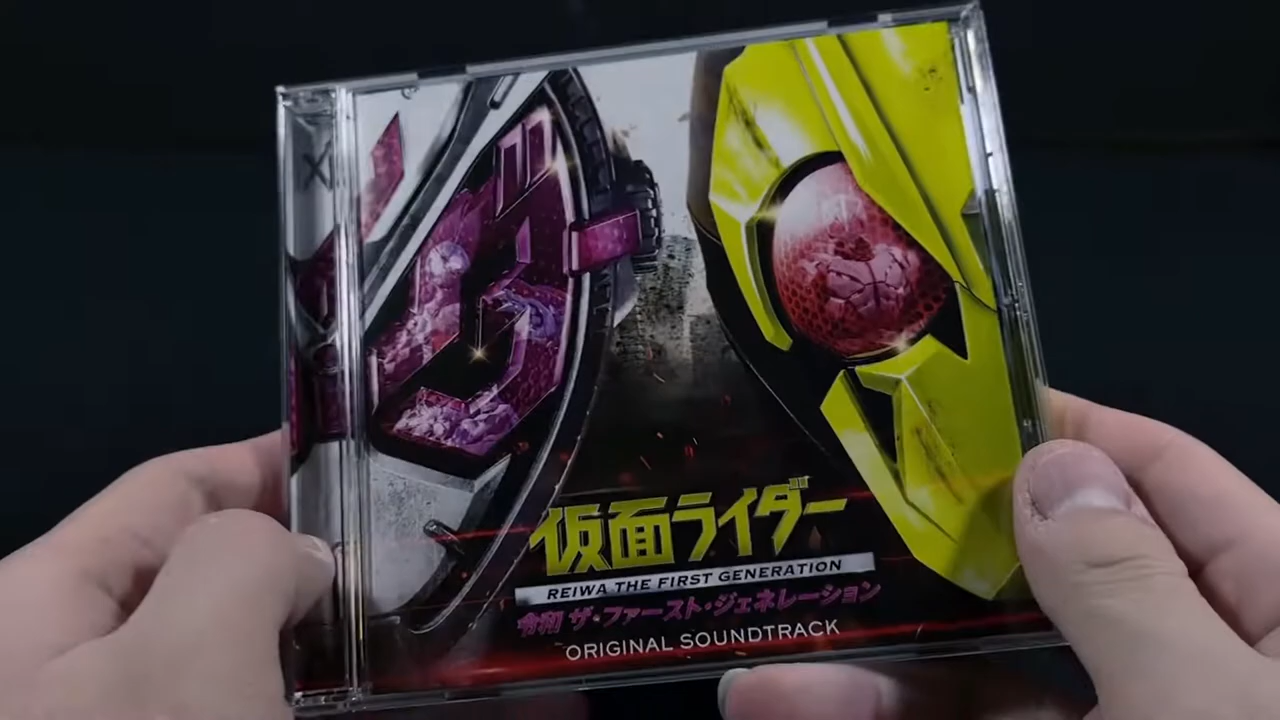 仮面ライダー
REIWA THE FIRST GENERATION
令和 ザ・ファースト・ジェネレーション
ORIGINAL SOUNDTRACK